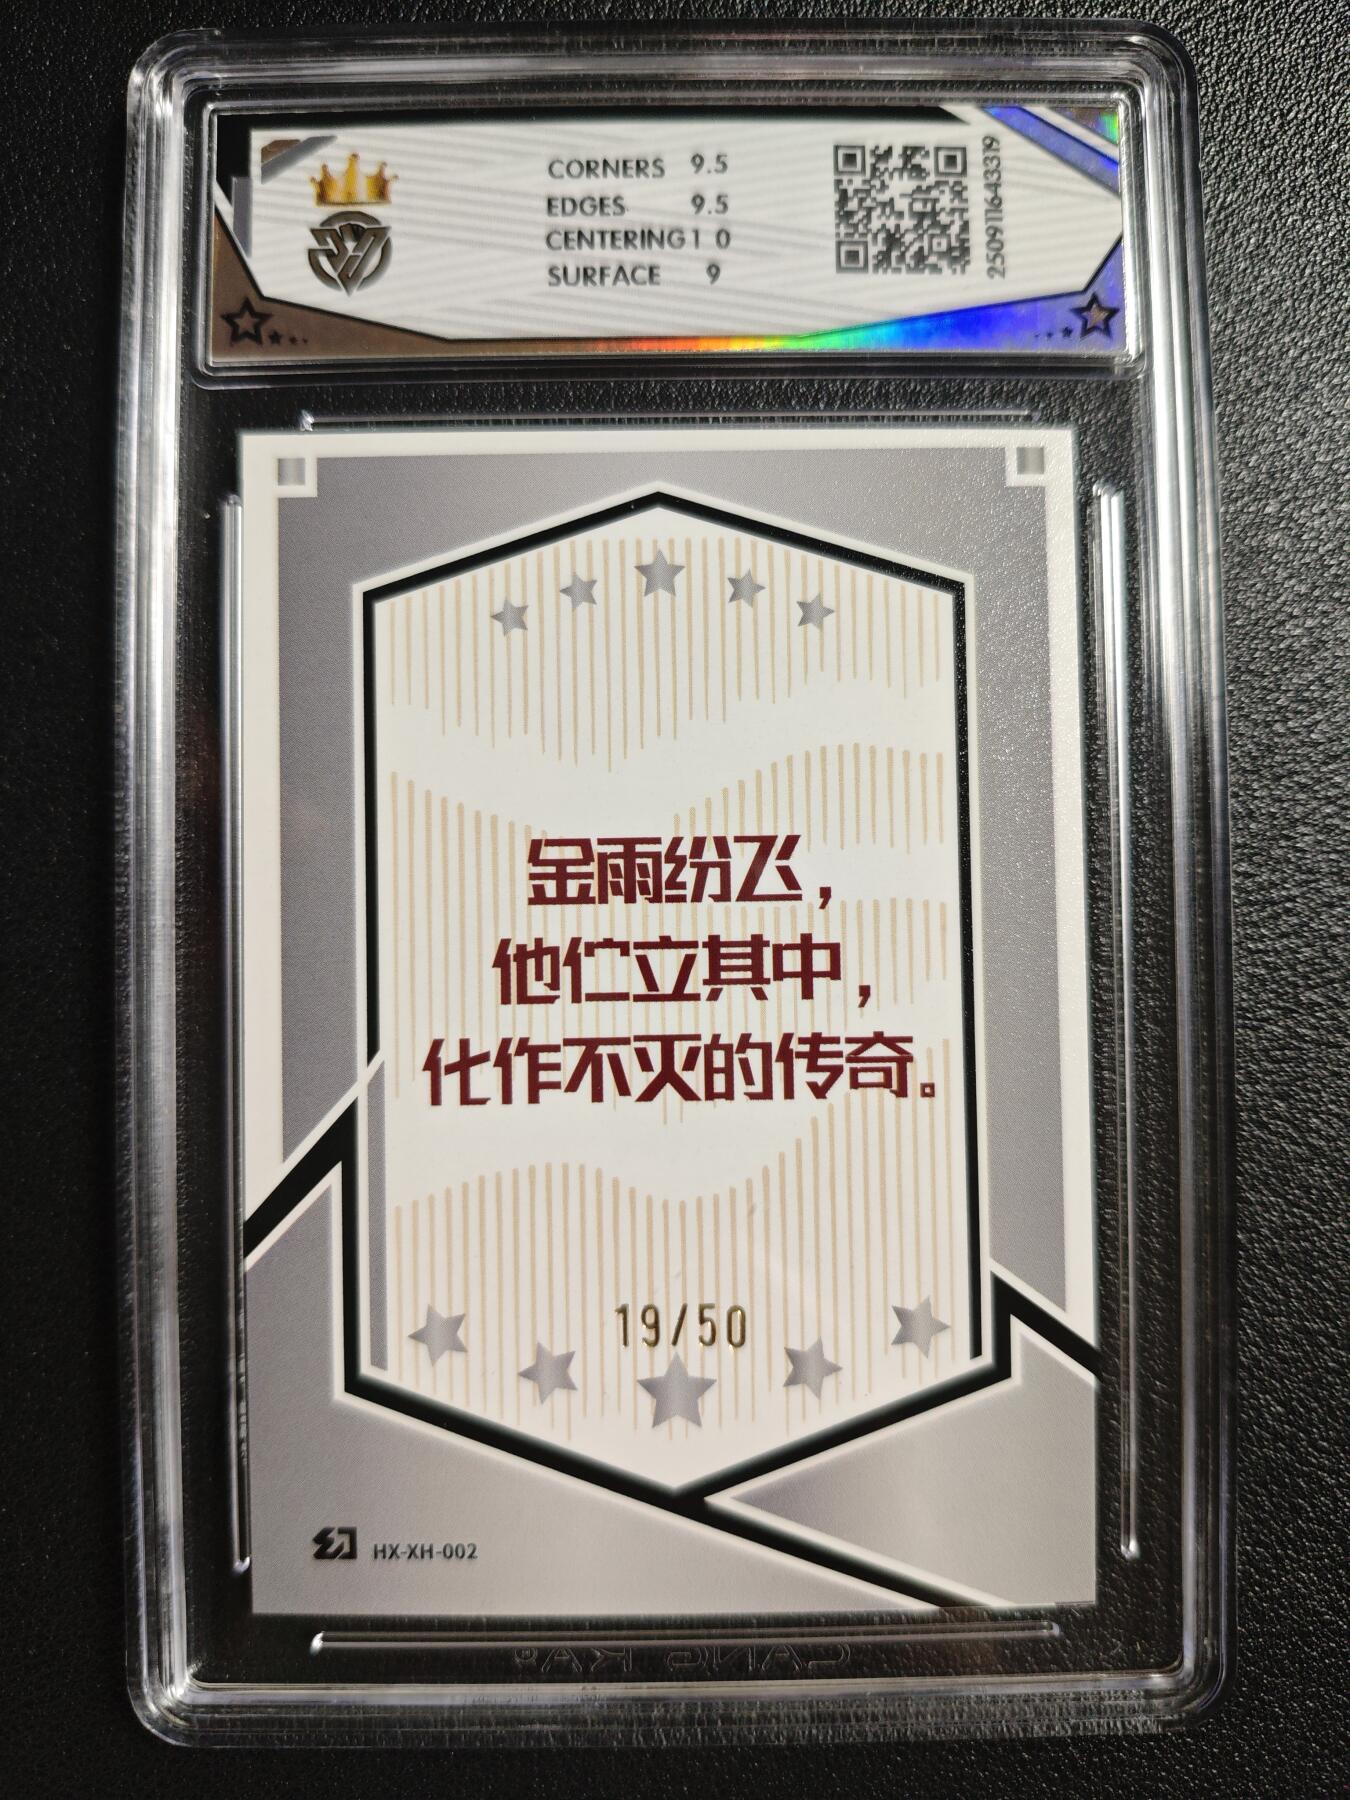 CORNERS 9.5
EDGES 9.5
CENTERING 10
SURFACE 9
250911643319
金雨纷飞，
他伫立其中，
化作不灭的传奇。
19/50
HX-XH-002